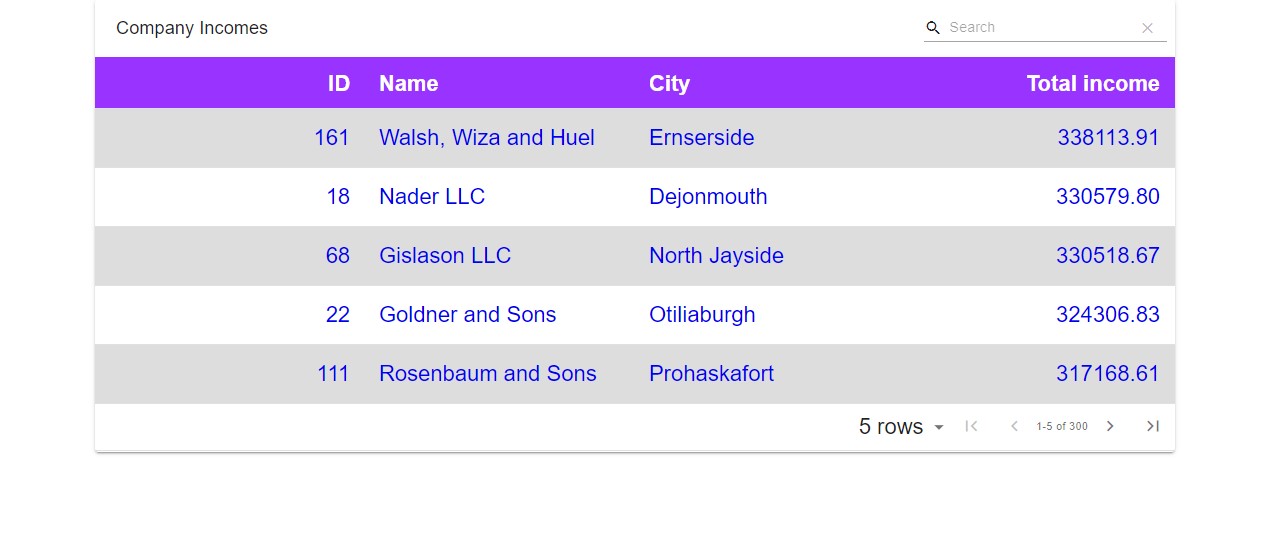 Company Incomes Search
ID Name City Total income
161 Walsh, Wiza and Huel Ernserside 338113.91
18 Nader LLC Dejonmouth 330579.80
68 Gislason LLC North Jayside 330518.67
22 Goldner and Sons Otiliaburgh 324306.83
111 Rosenbaum and Sons Prohaskafort 317168.61
5 rows 1-5 of 300